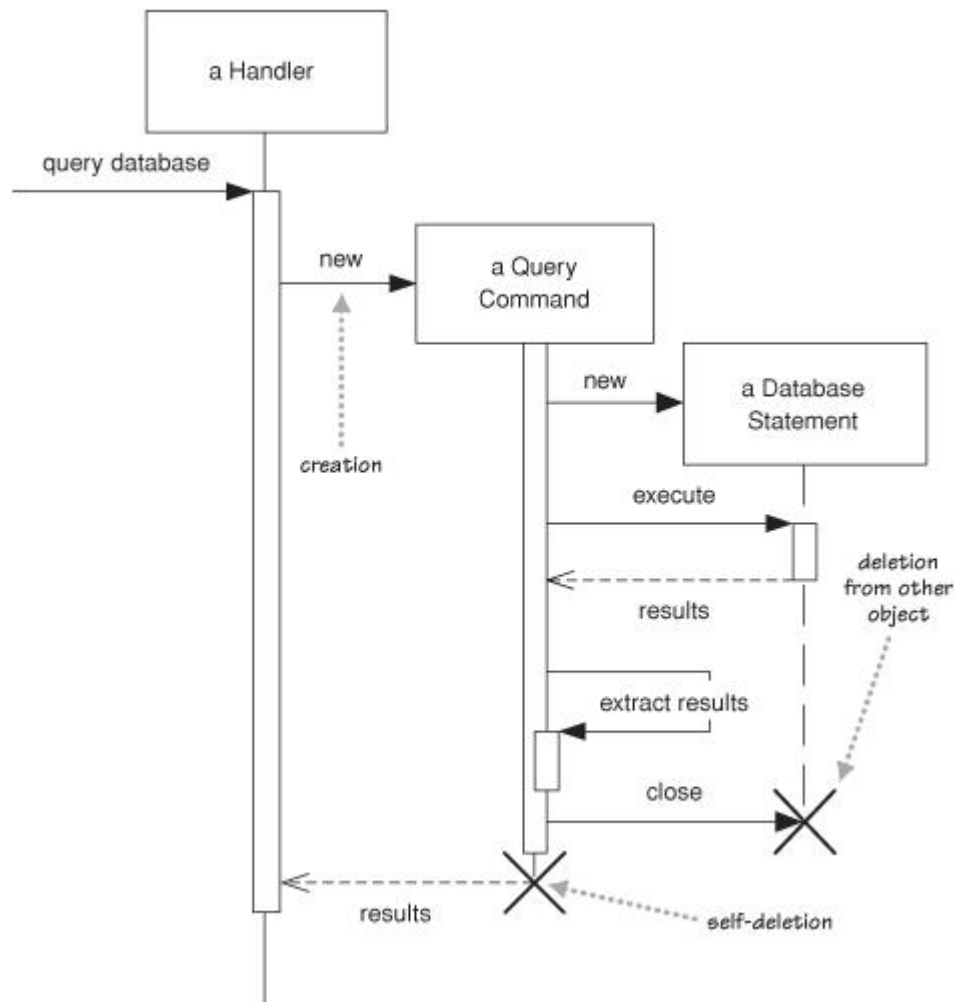 a Handler
query database
new
a Query
Command
new
a Database
Statement
creation
execute
deletion
from other
object
results
extract results
close
results
self-deletion